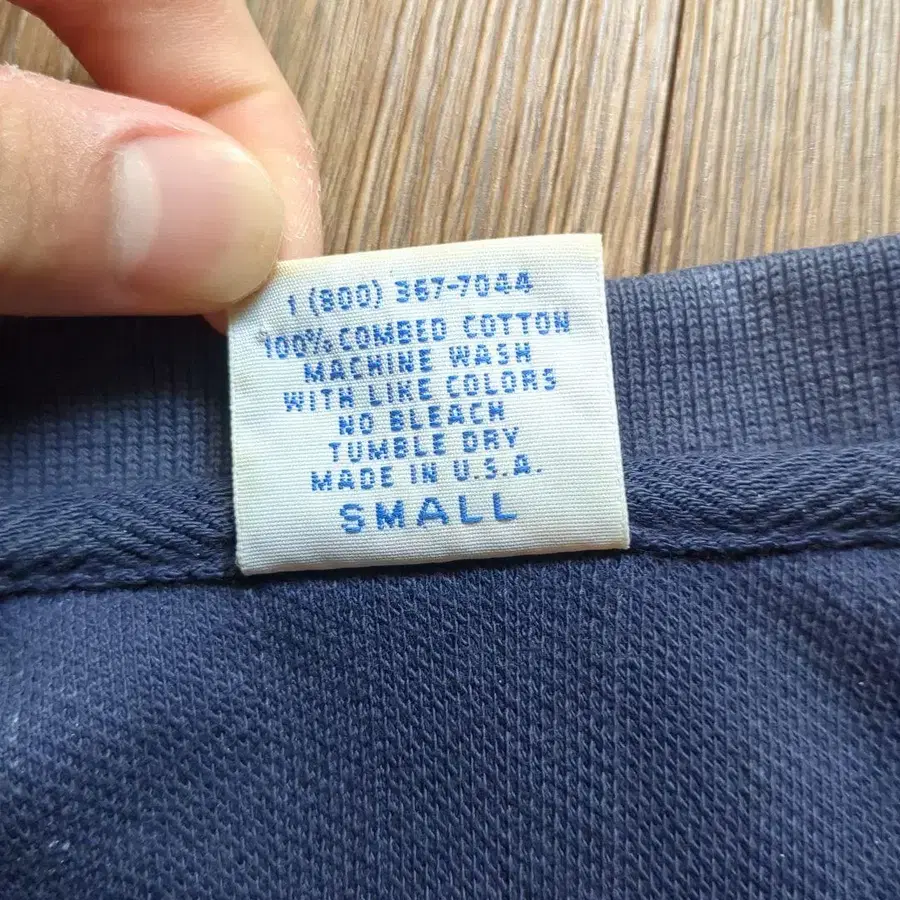 1 (800) 367-7044
100% COMBED COTTON
MACHINE WASH
WITH LIKE COLORS
NO BLEACH
TUMBLE DRY
MADE IN U.S.A.
SMALL